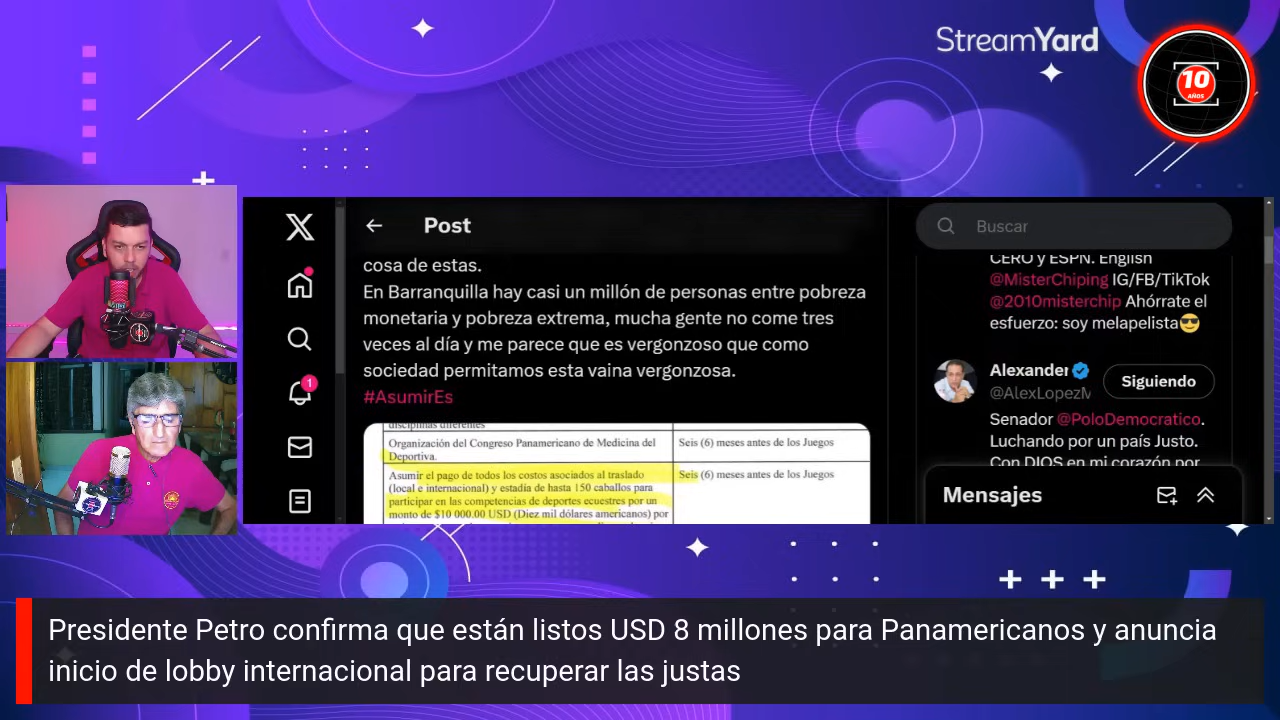 StreamYard
10
AÑOS
Post
cosa de estas.
En Barranquilla hay casi un millón de personas entre pobreza
monetaria y pobreza extrema, mucha gente no come tres
veces al día y me parece que es vergonzoso que como
sociedad permitamos esta vaina vergonzosa.
#AsumirEs
disciplinas diferentes
Organización del Congreso Panamericano de Medicina del
Deportiva.
Seis (6) meses antes de los Juegos
Asumir el pago de todos los costos asociados al traslado
(local e internacional) y estadía de hasta 150 caballos para
participar en las competencias de deportes ecuestres por un
monto de $10 000.00 USD (Diez mil dólares americanos) por
Seis (6) meses antes de los Juegos
1
Buscar
CERO y ESPN. English
@MisterChiping IG/FB/TikTok
@2010misterchip Ahórrate el
esfuerzo: soy melapelista😎
Alexander
@AlexLopezM
Siguiendo
Senador @PoloDemocratico.
Luchando por un país Justo.
Con DIOS en mi corazón por
Mensajes
Presidente Petro confirma que están listos USD 8 millones para Panamericanos y anuncia
inicio de lobby internacional para recuperar las justas